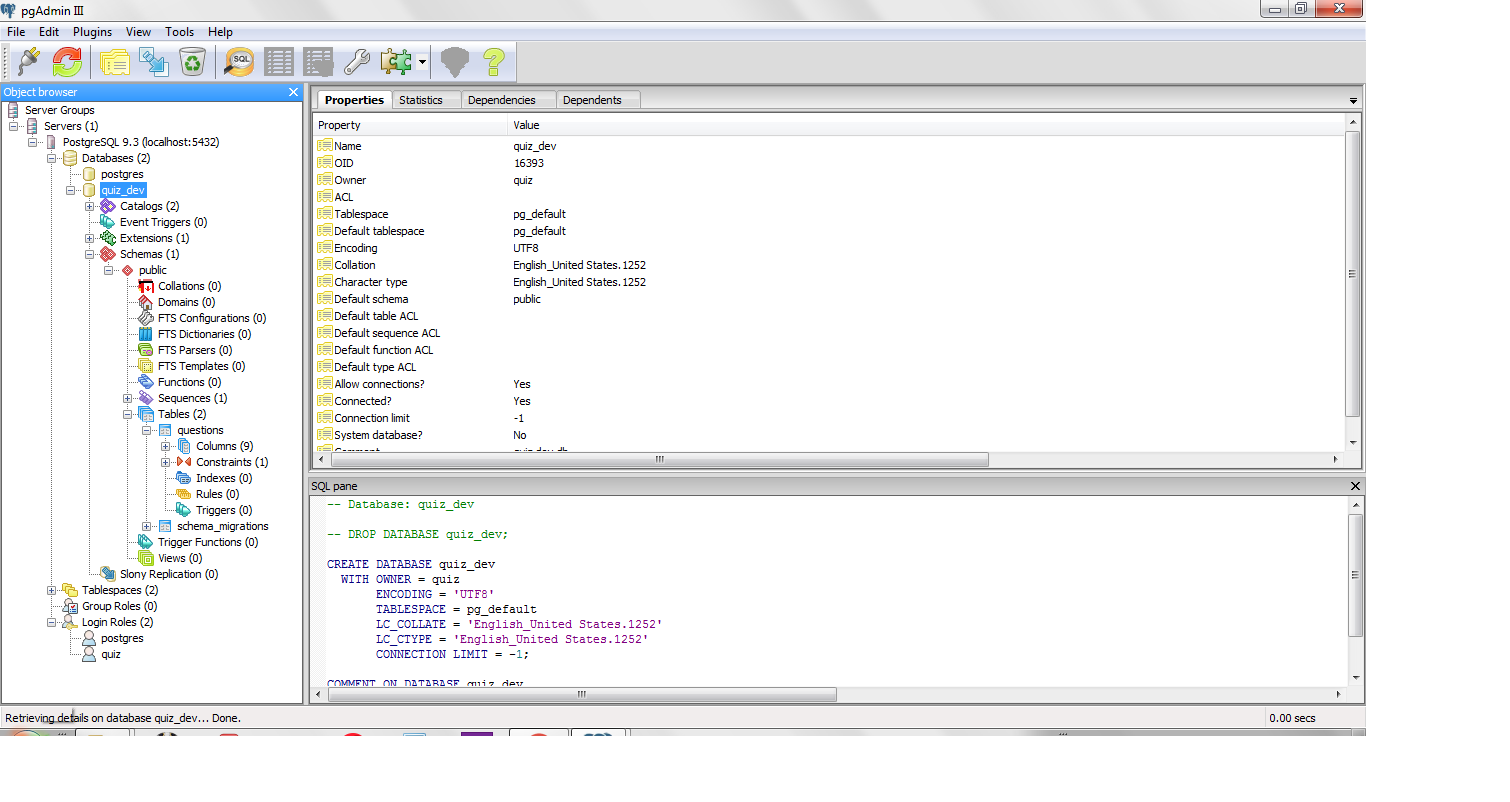 pgAdmin III
File Edit Plugins View Tools Help
SQL
Object browser
Server Groups
Servers (1)
PostgreSQL 9.3 (localhost:5432)
Databases (2)
postgres
quiz_dev
Catalogs (2)
Event Triggers (0)
Extensions (1)
Schemas (1)
public
Collations (0)
Domains (0)
FTS Configurations (0)
FTS Dictionaries (0)
FTS Parsers (0)
FTS Templates (0)
Functions (0)
Sequences (1)
Tables (2)
questions
Columns (9)
Constraints (1)
Indexes (0)
Rules (0)
Triggers (0)
schema_migrations
Trigger Functions (0)
Views (0)
Slony Replication (0)
Tablespaces (2)
Group Roles (0)
Login Roles (2)
postgres
quiz
Properties Statistics Dependencies Dependents
Property Value
Name quiz_dev
OID 16393
Owner quiz
ACL
Tablespace pg_default
Default tablespace pg_default
Encoding UTF8
Collation English_United States.1252
Character type English_United States.1252
Default schema public
Default table ACL
Default sequence ACL
Default function ACL
Default type ACL
Allow connections? Yes
Connected? Yes
Connection limit -1
System database? No
Comment quiz dev db
SQL pane
-- Database: quiz_dev
-- DROP DATABASE quiz_dev;
CREATE DATABASE quiz_dev
WITH OWNER = quiz
ENCODING = 'UTF8'
TABLESPACE = pg_default
LC_COLLATE = 'English_United States.1252'
LC_CTYPE = 'English_United States.1252'
CONNECTION LIMIT = -1;
COMMENT ON DATABASE quiz_dev
Retrieving details on database quiz_dev... Done.
0.00 secs